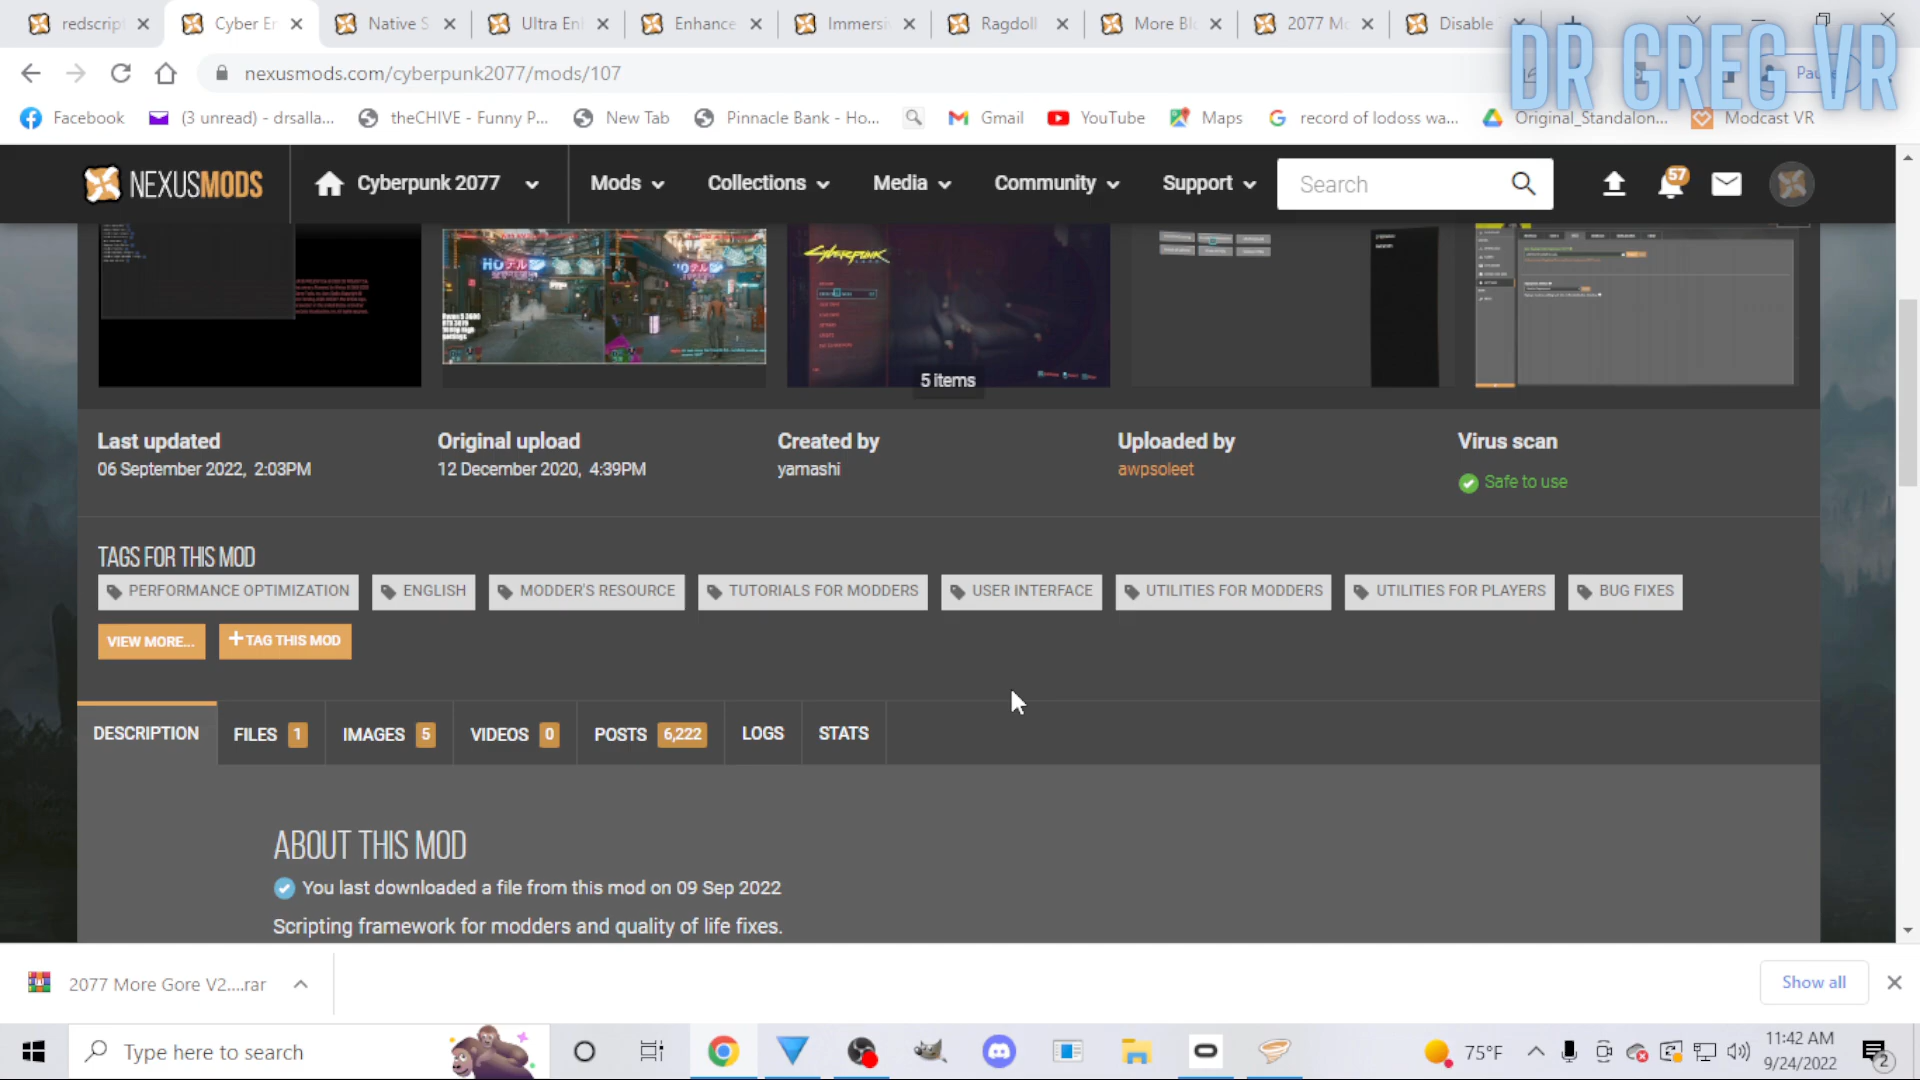 redscrip
Cyber En
Native S
Ultra En
Enhance
Immersi
Ragdoll
More Bl
2077 Mo
Disable
DR GREG VR
nexusmods.com/cyberpunk2077/mods/107
Facebook
(3 unread) - drsalla...
theCHIVE - Funny P...
New Tab
Pinnacle Bank - Ho...
Gmail
YouTube
Maps
record of lodoss wa...
Original_Standalon...
Modcast VR
NEXUSMODS
Cyberpunk 2077
Mods
Collections
Media
Community
Support
Search
57
5 items
Last updated
06 September 2022, 2:03PM
Original upload
12 December 2020, 4:39PM
Created by
yamashi
Uploaded by
awpsoleet
Virus scan
Safe to use
TAGS FOR THIS MOD
PERFORMANCE OPTIMIZATION
ENGLISH
MODDER'S RESOURCE
TUTORIALS FOR MODDERS
USER INTERFACE
UTILITIES FOR MODDERS
UTILITIES FOR PLAYERS
BUG FIXES
VIEW MORE...
+ TAG THIS MOD
DESCRIPTION
FILES 1
IMAGES 5
VIDEOS 0
POSTS 6,222
LOGS
STATS
ABOUT THIS MOD
You last downloaded a file from this mod on 09 Sep 2022
Scripting framework for modders and quality of life fixes.
2077 More Gore V2....rar
Show all
Type here to search
75°F
11:42 AM
9/24/2022
2